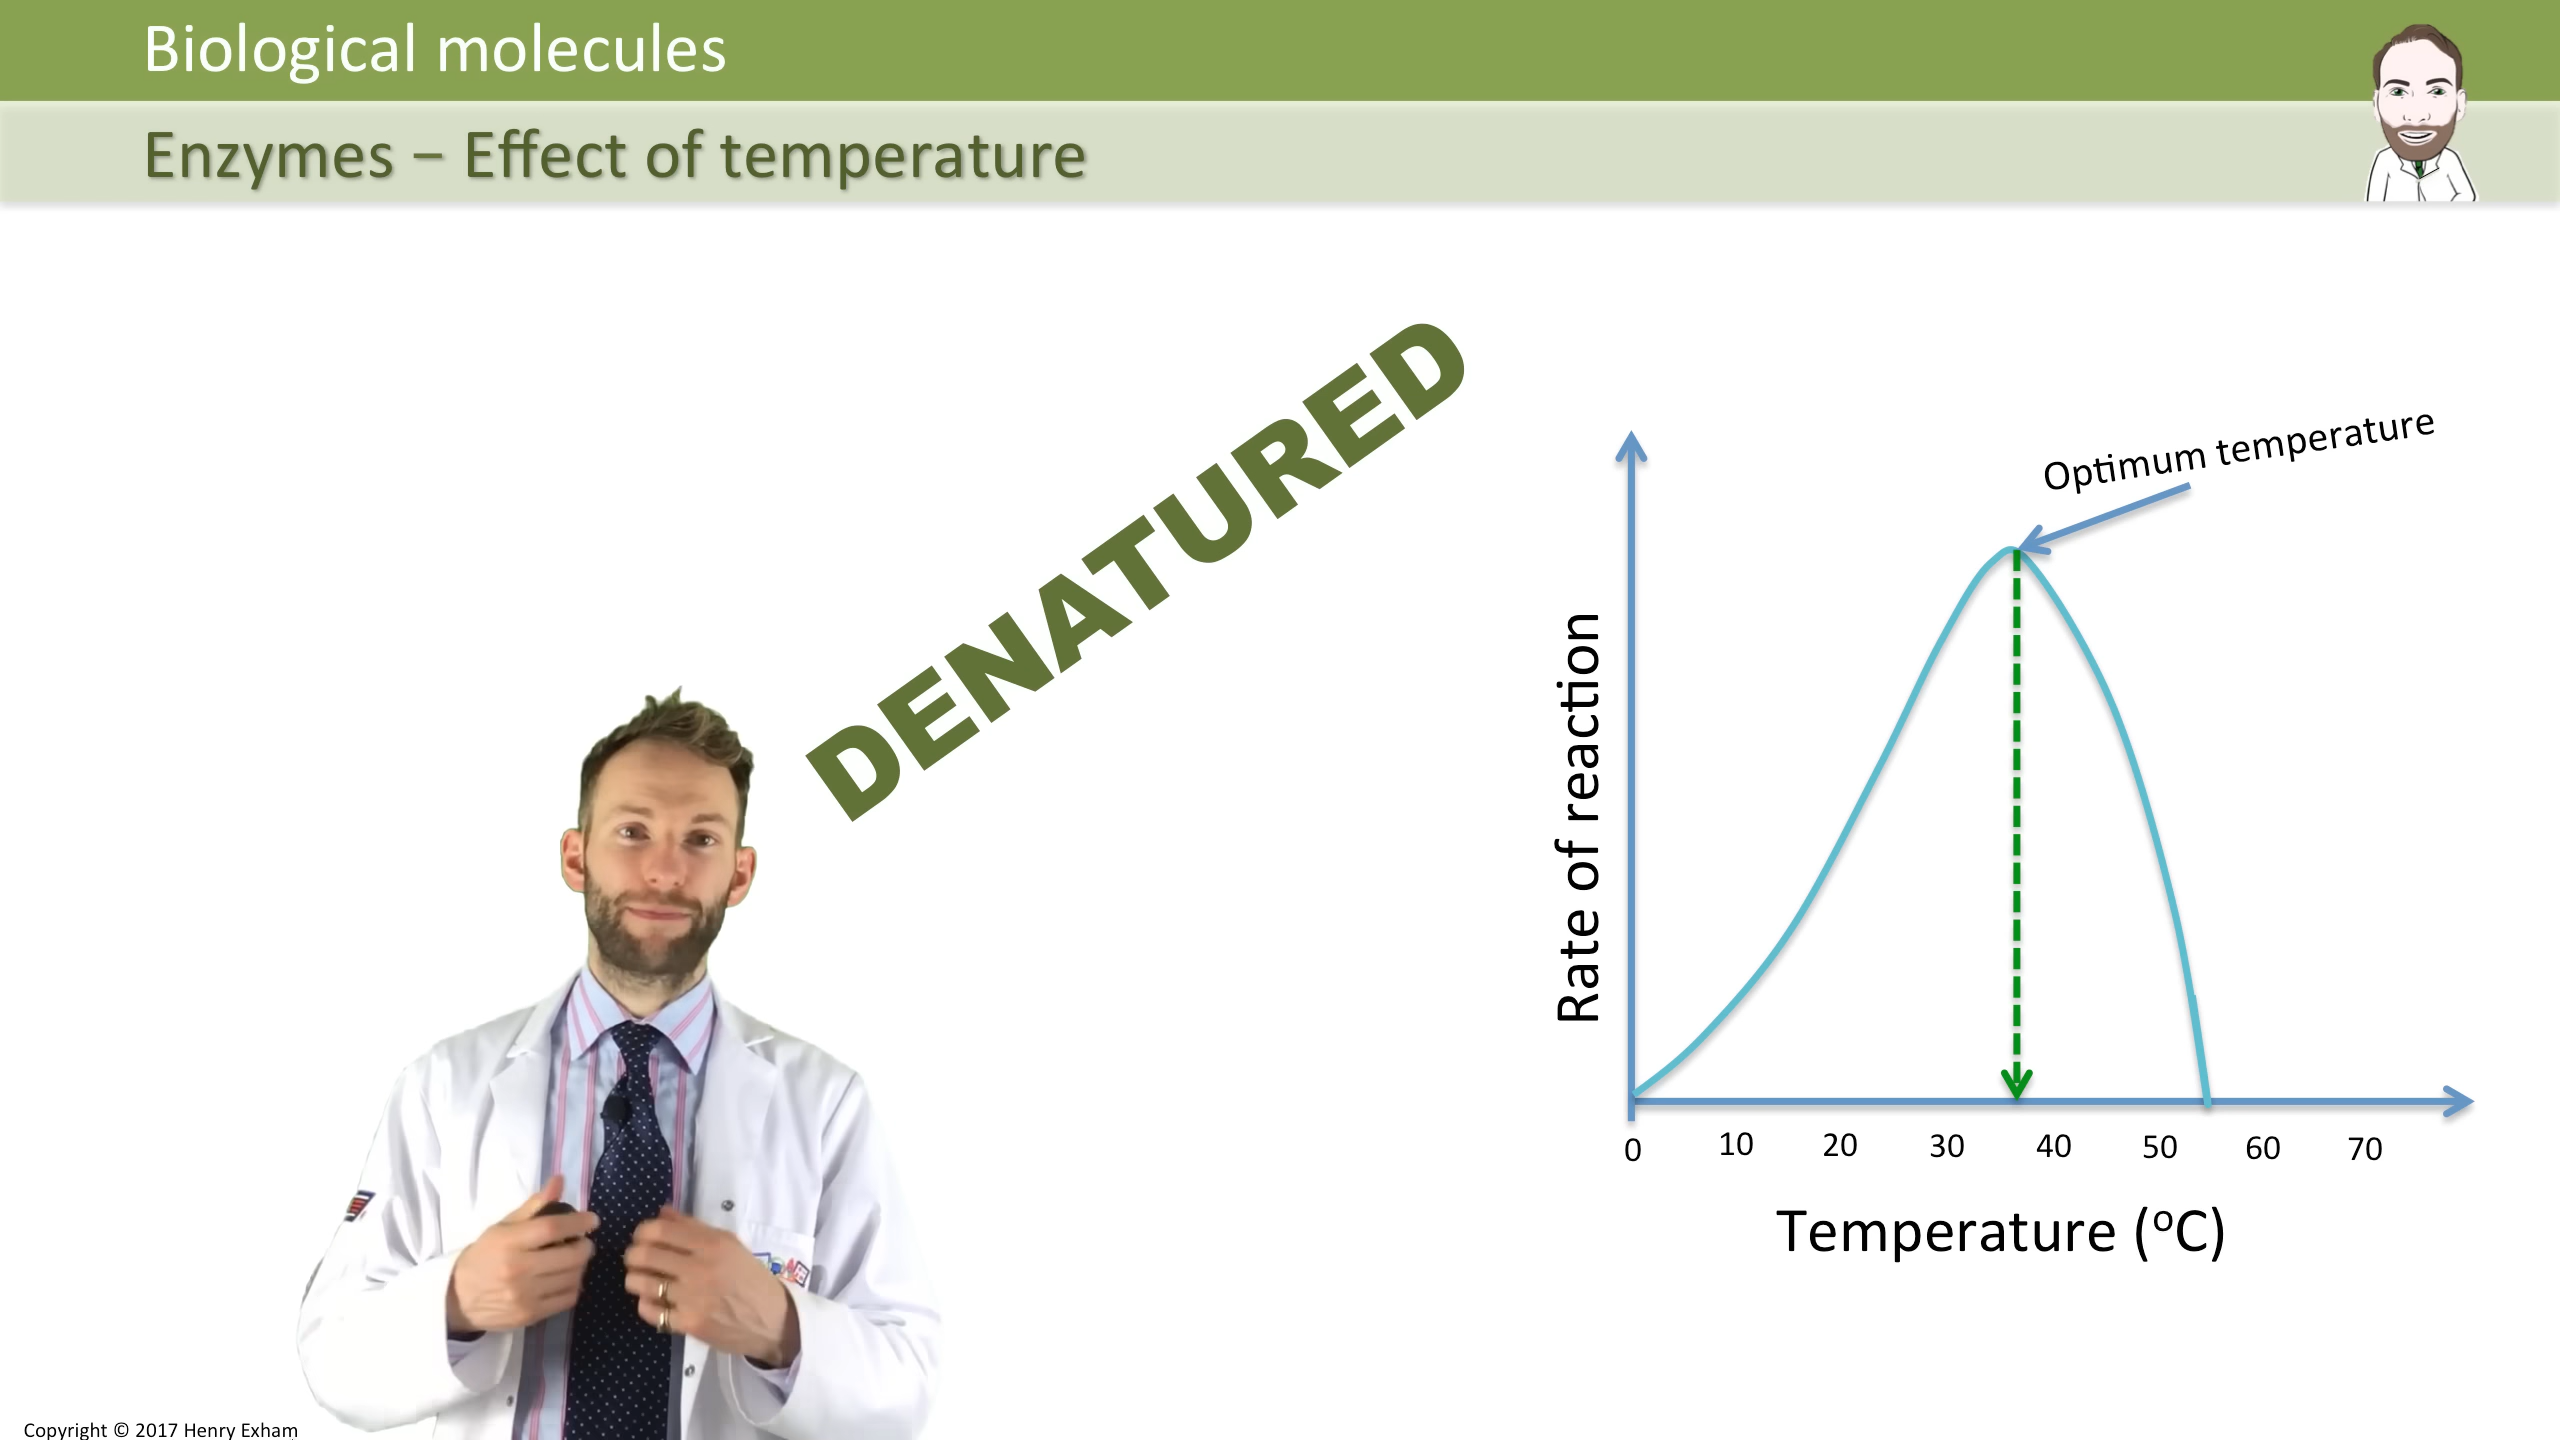 Biological molecules
Enzymes – Effect of temperature
DENATURED
Optimum temperature
Rate of reaction
0 10 20 30 40 50 60 70
Temperature (°C)
Copyright © 2017 Henry Exham